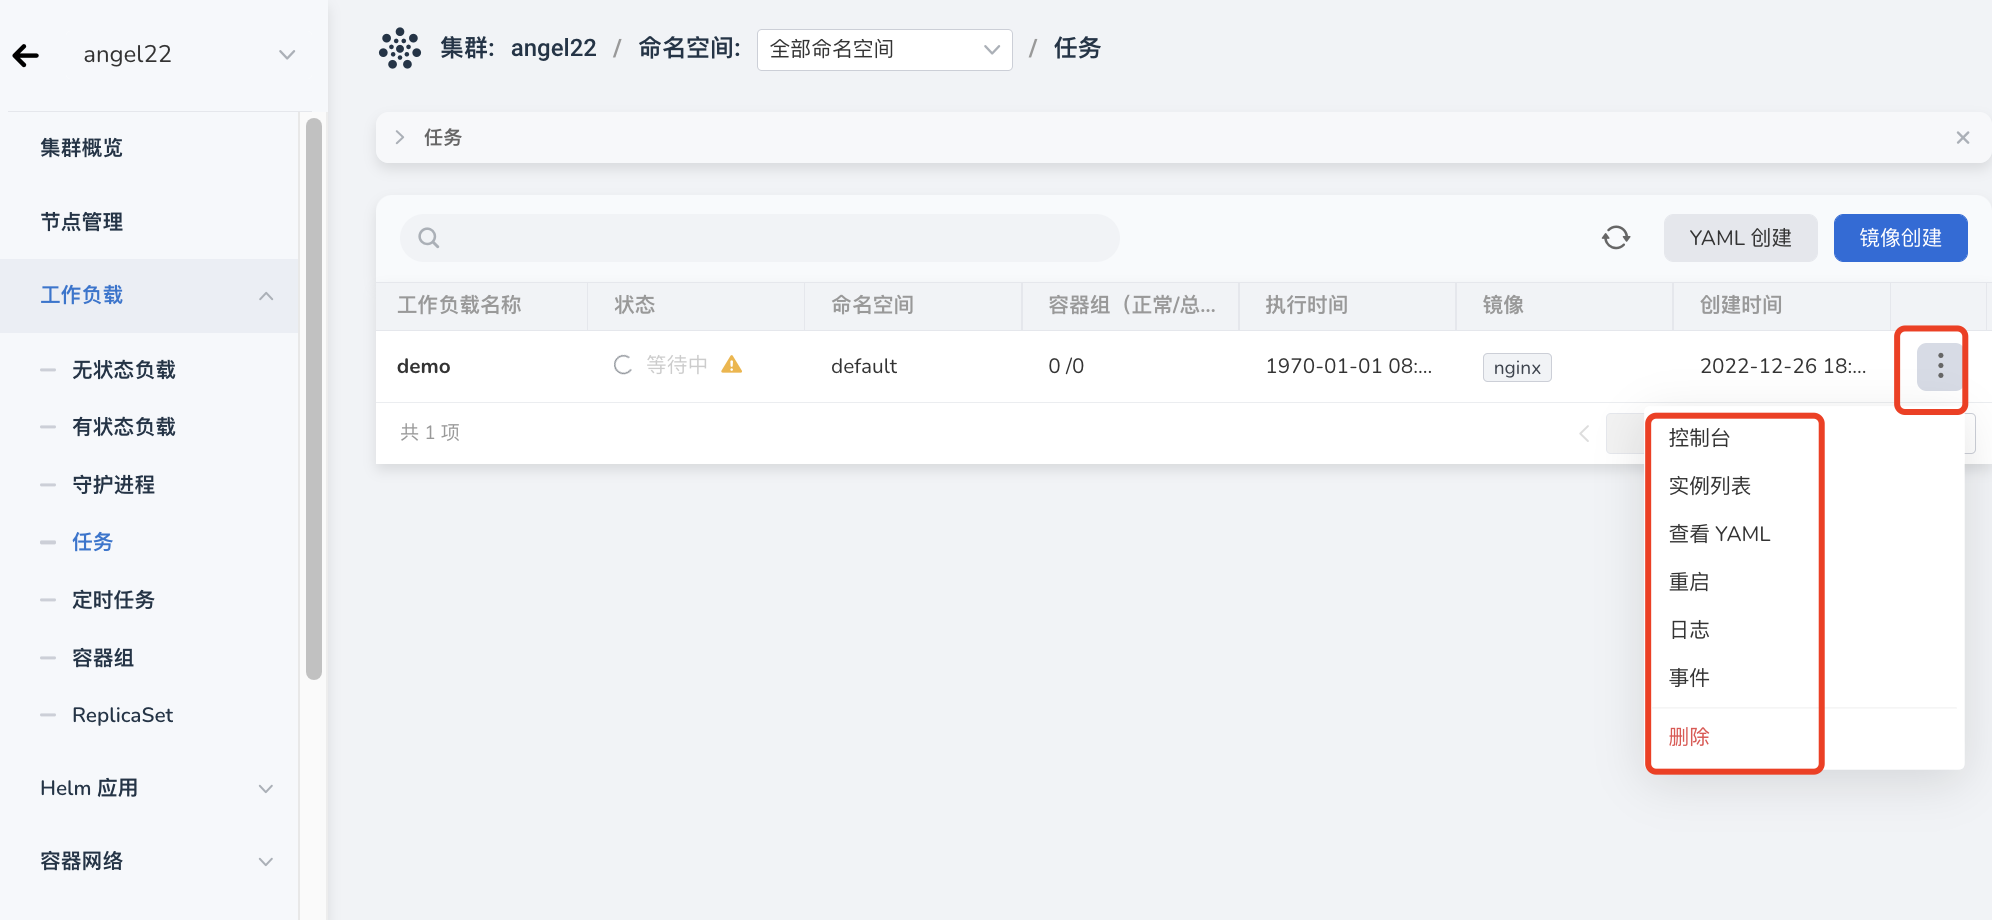 angel22
集群概览
节点管理
工作负载
无状态负载
有状态负载
守护进程
任务
定时任务
容器组
ReplicaSet
Helm 应用
容器网络
集群: angel22 / 命名空间: 全部命名空间 / 任务
任务
YAML 创建 镜像创建
工作负载名称 状态 命名空间 容器组（正常/总... 执行时间 镜像 创建时间
demo 等待中 default 0 /0 1970-01-01 08:... nginx 2022-12-26 18:...
共 1 项
控制台
实例列表
查看 YAML
重启
日志
事件
删除